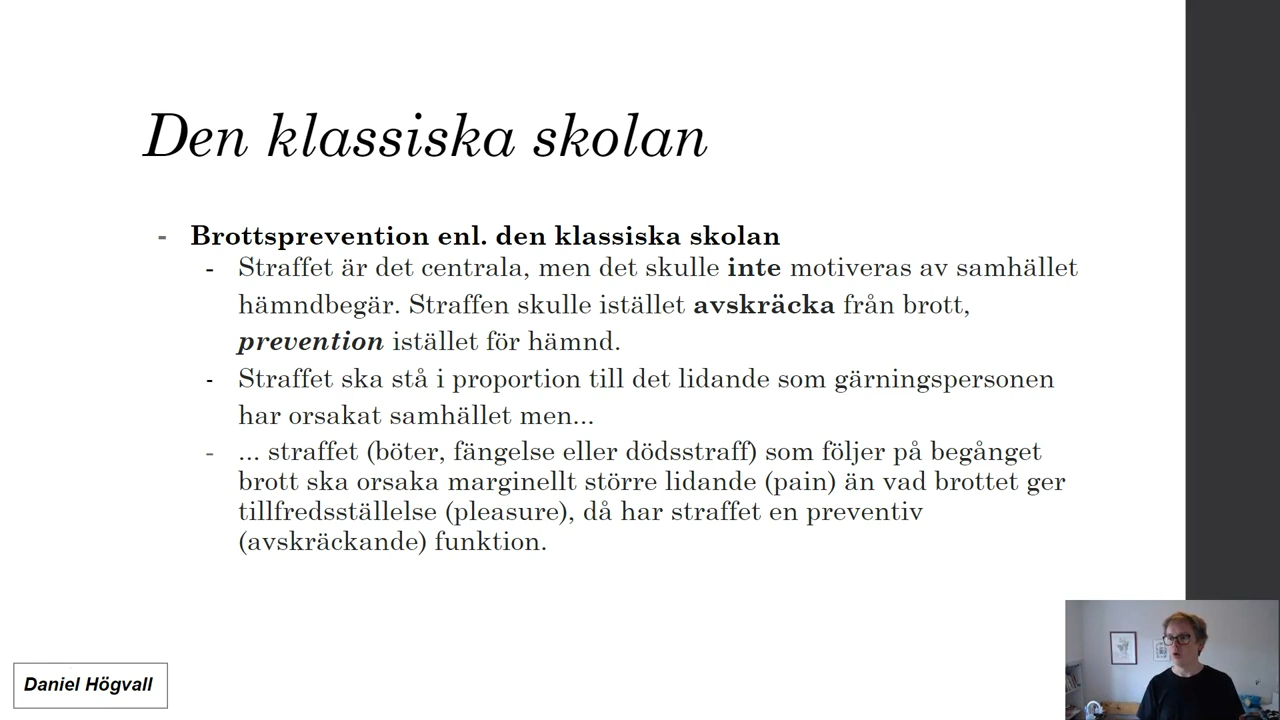 Den klassiska skolan
- Brottsprevention enl. den klassiska skolan
- Straffet är det centrala, men det skulle inte motiveras av samhället
hämndbegär. Straffen skulle istället avskräcka från brott,
prevention istället för hämnd.
- Straffet ska stå i proportion till det lidande som gärningspersonen
har orsakat samhället men...
- ... straffet (böter, fängelse eller dödsstraff) som följer på begånget
brott ska orsaka marginellt större lidande (pain) än vad brottet ger
tillfredsställelse (pleasure), då har straffet en preventiv
(avskräckande) funktion.
Daniel Högvall